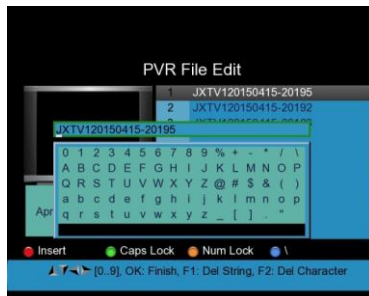 PVR File Edit
1 JXTV120150415-20195
2 JXTV120150415-20192
JXTV120150415-20195
0 1 2 3 4 5 6 7 8 9 % + - * / \
A B C D E F G H I J K L M N O P
Q R S T U V W X Y Z @ # $ & ( )
a b c d e f g h i j k l m n o p
q r s t u v w x y z _ [ ] . "
Apr
Insert Caps Lock Num Lock \
[0..9], OK: Finish, F1: Del String, F2: Del Character